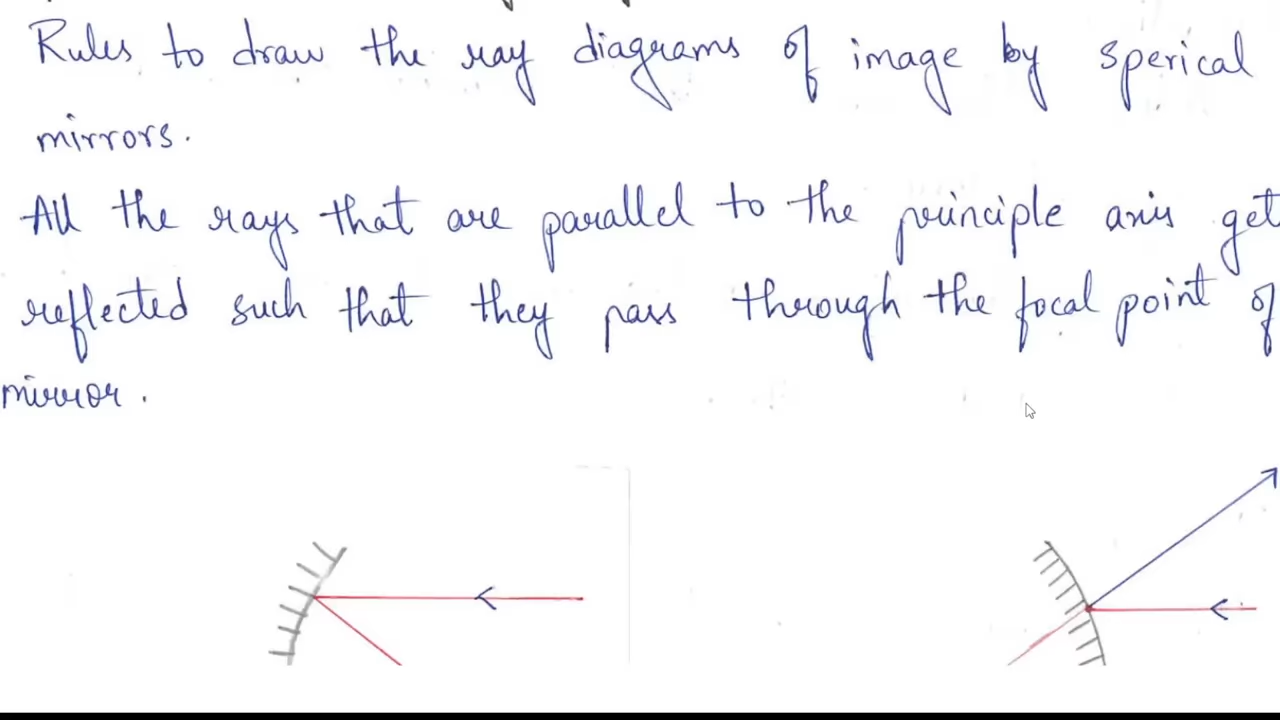 Rules to draw the ray diagrams of image by sperical
mirrors.
All the rays that are parallel to the principle axis get
reflected such that they pass through the focal point of
mirror.